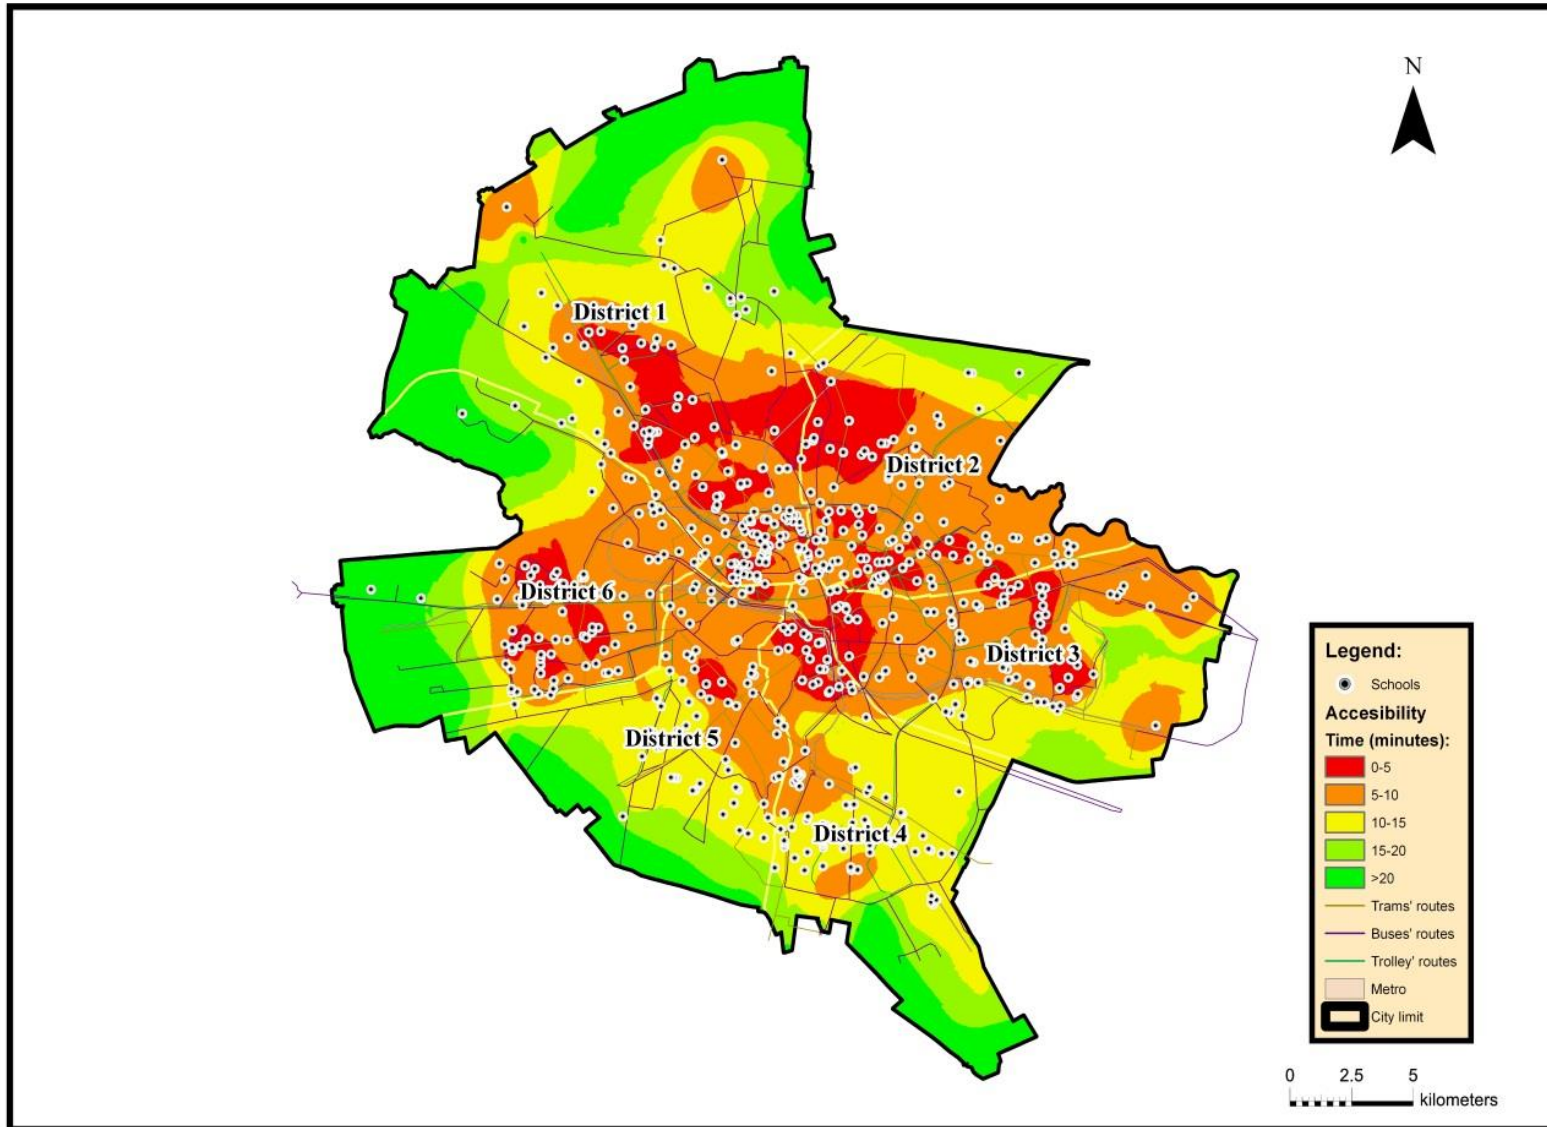 N
District 1
District 2
District 6
District 3
District 5
District 4
Legend:
Schools
Accesibility
Time (minutes):
0-5
5-10
10-15
15-20
>20
Trams' routes
Buses' routes
Trolley' routes
Metro
City limit
0 2.5 5
kilometers